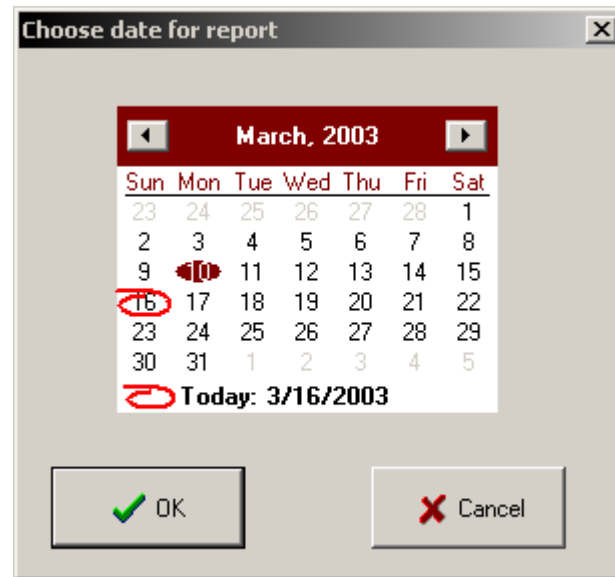 Choose date for report
March, 2003
Sun Mon Tue Wed Thu Fri Sat
23 24 25 26 27 28 1
2 3 4 5 6 7 8
9 10 11 12 13 14 15
16 17 18 19 20 21 22
23 24 25 26 27 28 29
30 31 1 2 3 4 5
Today: 3/16/2003
OK Cancel